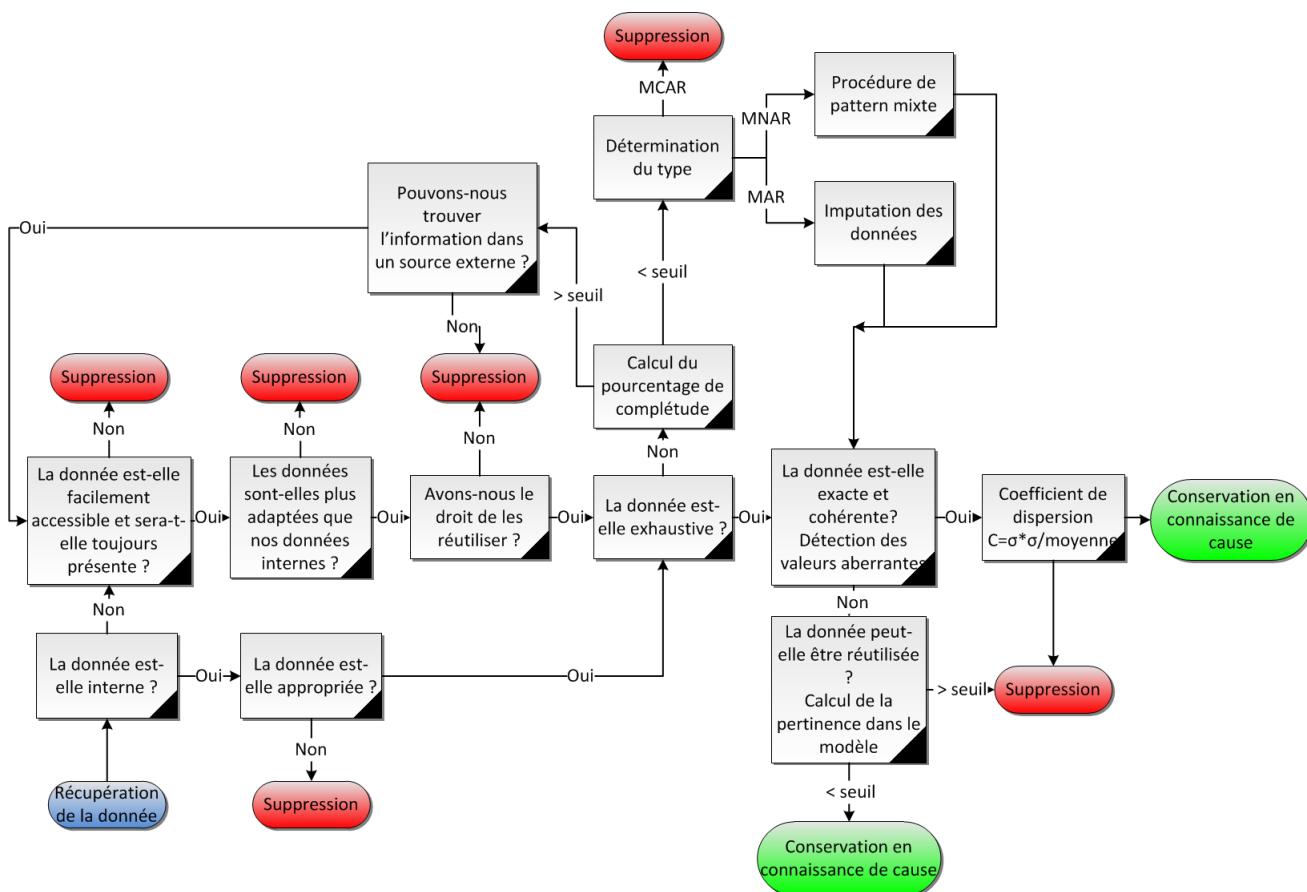 Suppression
MCAR
Détermination
du type
MNAR
MAR
Procédure de
pattern mixte
Imputation des
données
Pouvons-nous
trouver
l'information dans
un source externe ?
Oui
Non
> seuil
< seuil
Calcul du
pourcentage de
complétude
Suppression
Suppression
Suppression
Non
Non
Non
Non
La donnée est-elle
facilement
accessible et sera-t-
elle toujours
présente ?
Oui
Les données
sont-elles plus
adaptées que
nos données
internes ?
Oui
Avons-nous le
droit de les
réutiliser ?
Oui
La donnée est-
elle exhaustive ?
Oui
La donnée est-elle
exacte et
cohérente?
Détection des
valeurs aberrantes
Oui
Coefficient de
dispersion
C=σ*σ/moyenne
Conservation en
connaissance de
cause
Non
Non
La donnée est-
elle interne ?
Oui
La donnée est-
elle appropriée ?
Oui
La donnée peut-
elle être réutilisée
?
Calcul de la
pertinence dans le
modèle
> seuil
Suppression
Non
Récupération
de la donnée
Suppression
< seuil
Conservation en
connaissance de cause